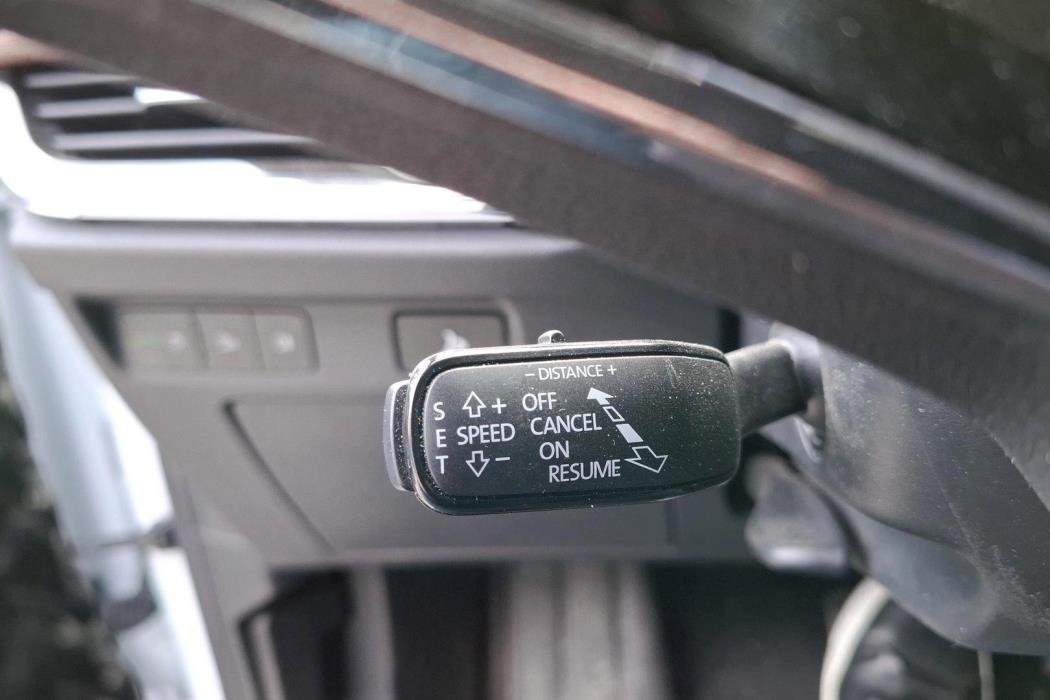 - DISTANCE +
S + OFF
E SPEED CANCEL
T - ON
RESUME